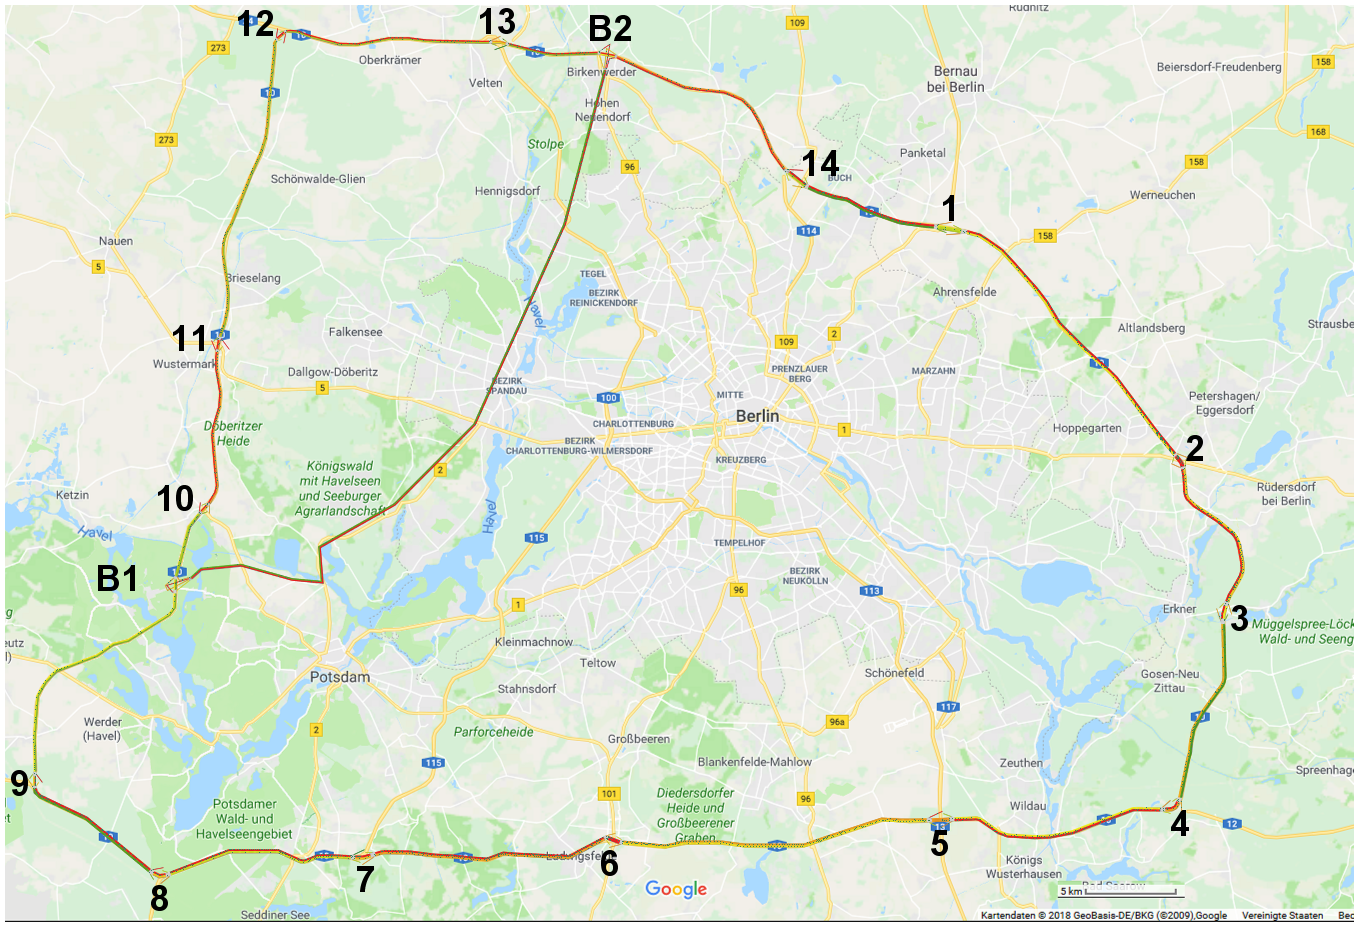 Rüdnitz
12
13
B2
109
273
10
10
Oberkrämer
Velten
Birkenwerder
Bernau
bei Berlin
Beiersdorf-Freudenberg
158
Hohen
Neuendorf
168
273
Stolpe
96
14
BUCH
Panketal
158
Schönwalde-Glien
Hennigsdorf
Werneuchen
1
114
158
Nauen
5
TEGEL
BEZIRK
REINICKENDORF
Brieselang
Ahrensfelde
Havel
11
Falkensee
Altlandsberg
2
109
Wustermark
Dallgow-Döberitz
5
BEZIRK
SPANDAU
PRENZLAUER
BERG
MARZAHN
100
MITTE
Berlin
Petershagen/
Eggersdorf
Döberitzer
Heide
CHARLOTTENBURG
1
Hoppegarten
BEZIRK
CHARLOTTENBURG-WILMERSDORF
2
KREUZBERG
2
Königswald
mit Havelseen
und Seeburger
Agrarlandschaft
Ketzin
10
Rüdersdorf
bei Berlin
Havel
Havel
115
TEMPELHOF
B1
10
BEZIRK
NEUKÖLLN
96
113
1
Erkner
3
Müggelspree-Löck
Wald- und Seeng
Kleinmachnow
Teltow
Potsdam
Schönefeld
Gosen-Neu
Zittau
Stahnsdorf
117
Werder
(Havel)
2
Parforceheide
96a
Großbeeren
115
Blankenfelde-Mahlow
Zeuthen
Spreenhage
9
101
96
Potsdamer
Wald- und
Havelseengebiet
Diedersdorfer
Heide und
Großbeerener
Graben
Wildau
4
12
5
13
6
7
8
Königs
Wusterhausen
Google
5 km
Seddiner See
Kartendaten © 2018 GeoBasis-DE/BKG (©2009),Google
Vereinigte Staaten